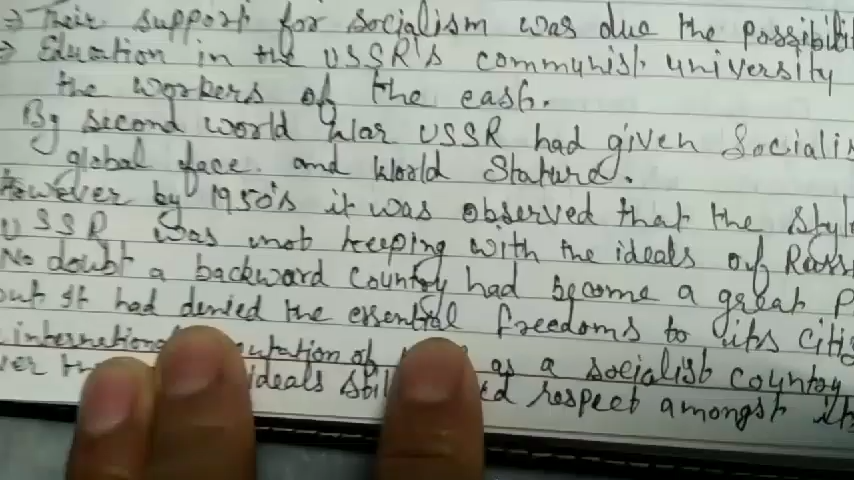 ⇒ Their support for socialism was due the possibilit
⇒ Eduation in the USSR's communist university
the workers of the east.
By second world War USSR had given Socialis
global face. and World Stature.
However by 1950's it was observed that the styl
USSR was not keeping with the ideals of Russ
No doubt a backward country had become a great p
but it had denied the essential freedoms to its citi
international of as a socialist country
ideals respect amongst